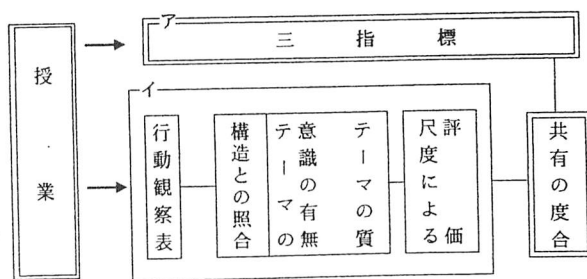 授・業
ア
三指標
イ
行動観察表
構造との照合
テーマの
意識の有無
テーマの質
尺度による
評価
共有の度合